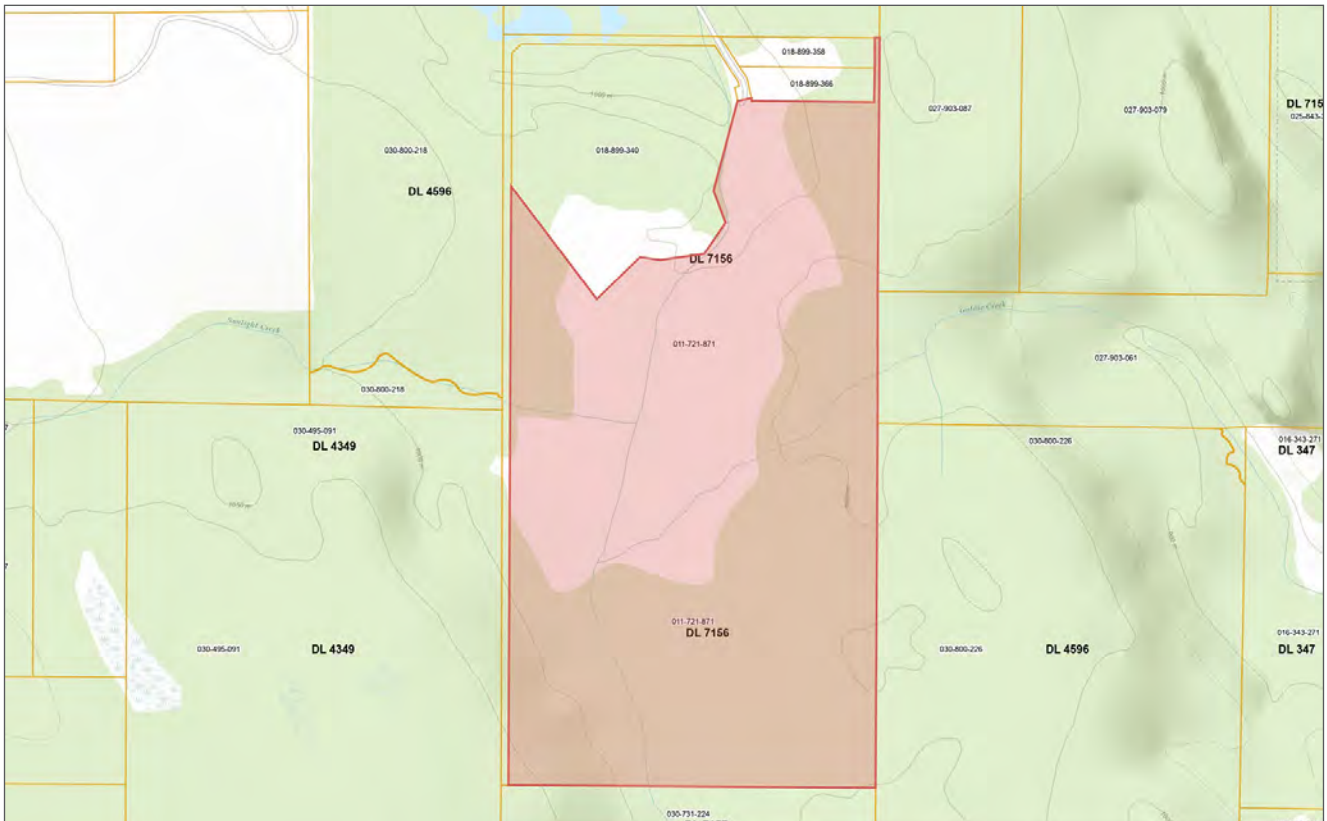 018-899-358
018-899-366
027-903-087
027-903-079
DL 715
1000 m
030-800-218
018-899-340
DL 4596
DL 7156
Sunlight Creek
011-721-871
027-903-061
030-800-218
030-495-091
DL 4349
030-800-226
016-343-271
DL 347
011-721-871
DL 7156
030-495-091
DL 4349
030-800-226
DL 4596
016-343-271
DL 347
030-731-224